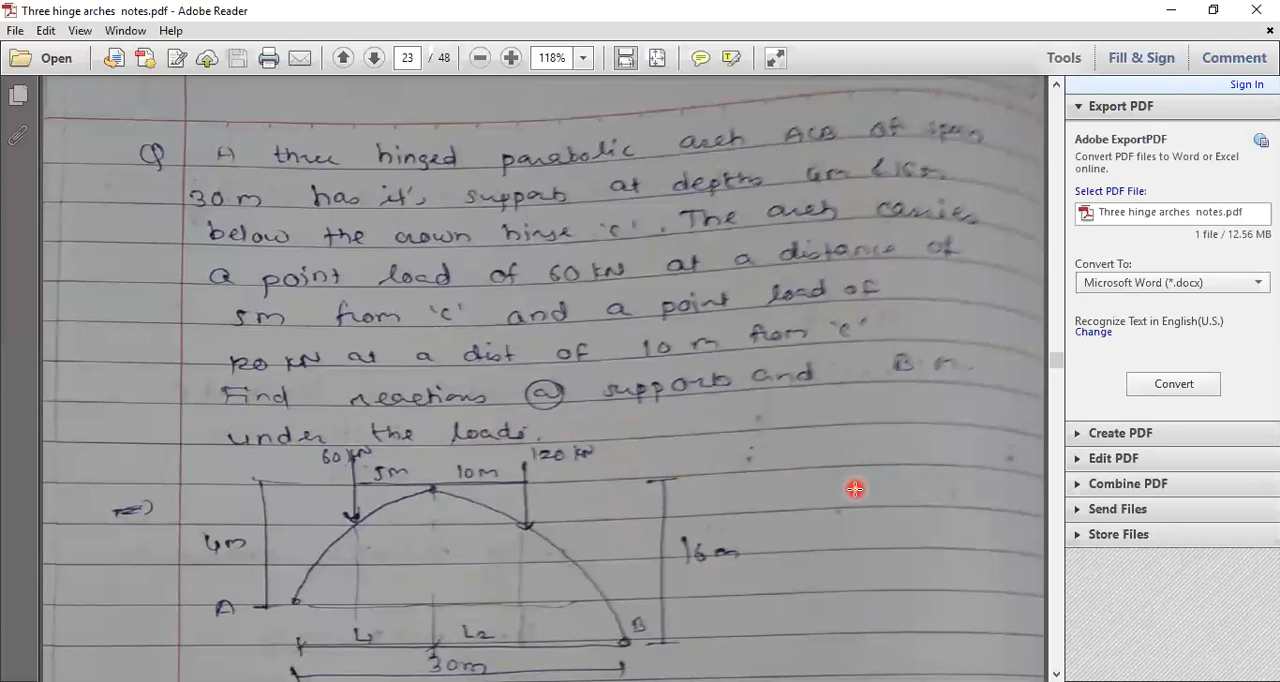 Three hinge arches notes.pdf - Adobe Reader
File Edit View Window Help
Open 23 / 48 118% Tools Fill & Sign Comment
Sign In
Export PDF
Adobe ExportPDF
Convert PDF files to Word or Excel
online.
Select PDF File:
Three hinge arches notes.pdf
1 file / 12.56 MB
Convert To:
Microsoft Word (*.docx)
Recognize Text in English(U.S.)
Change
Convert
Create PDF
Edit PDF
Combine PDF
Send Files
Store Files
Q A three hinged parabolic arch ACB of span
30 m has it's support at depths 4m & 16m
below the crown hinge 'c'. The arch carries
a point load of 60 kN at a distance of
5m from 'c' and a point load of
120 kN at a dist of 10 m from 'c'
Find reactions @ supports and B.M.
under the loads.
60 kN 5m 10m 120 kN
=>
4m 16m
A B
L1 L2
30m